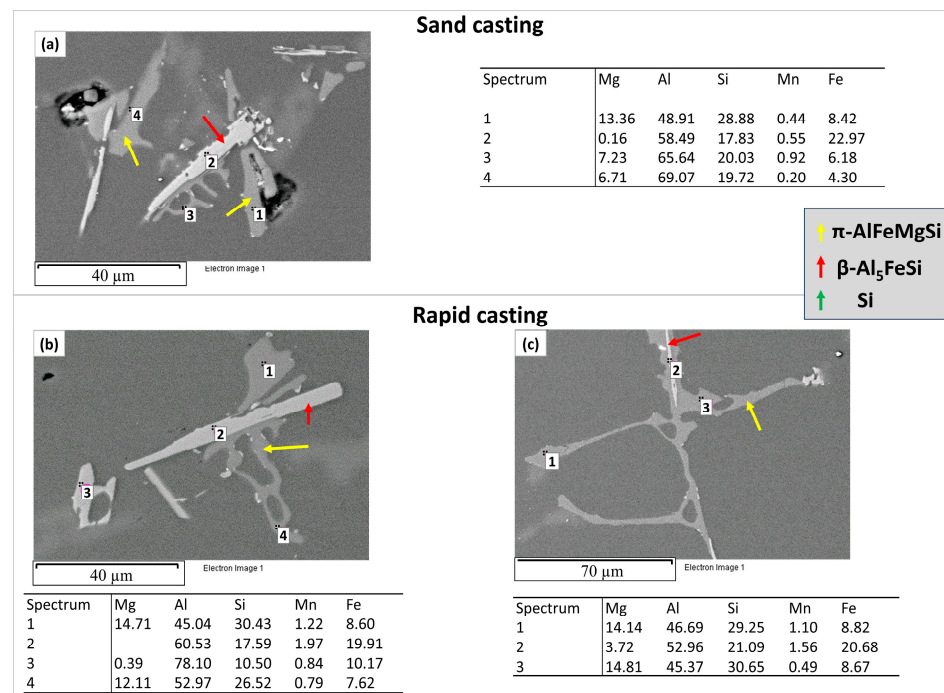 Sand casting
(a)
4
2
3
1
40 µm
Electron Image 1
Spectrum Mg Al Si Mn Fe
1 13.36 48.91 28.88 0.44 8.42
2 0.16 58.49 17.83 0.55 22.97
3 7.23 65.64 20.03 0.92 6.18
4 6.71 69.07 19.72 0.20 4.30
π-AlFeMgSi
β-Al₅FeSi
Si
Rapid casting
(b)
1
2
3
4
40 µm
Electron Image 1
Spectrum Mg Al Si Mn Fe
1 14.71 45.04 30.43 1.22 8.60
2 60.53 17.59 1.97 19.91
3 0.39 78.10 10.50 0.84 10.17
4 12.11 52.97 26.52 0.79 7.62
(c)
2
3
1
70 µm
Electron Image 1
Spectrum Mg Al Si Mn Fe
1 14.14 46.69 29.25 1.10 8.82
2 3.72 52.96 21.09 1.56 20.68
3 14.81 45.37 30.65 0.49 8.67